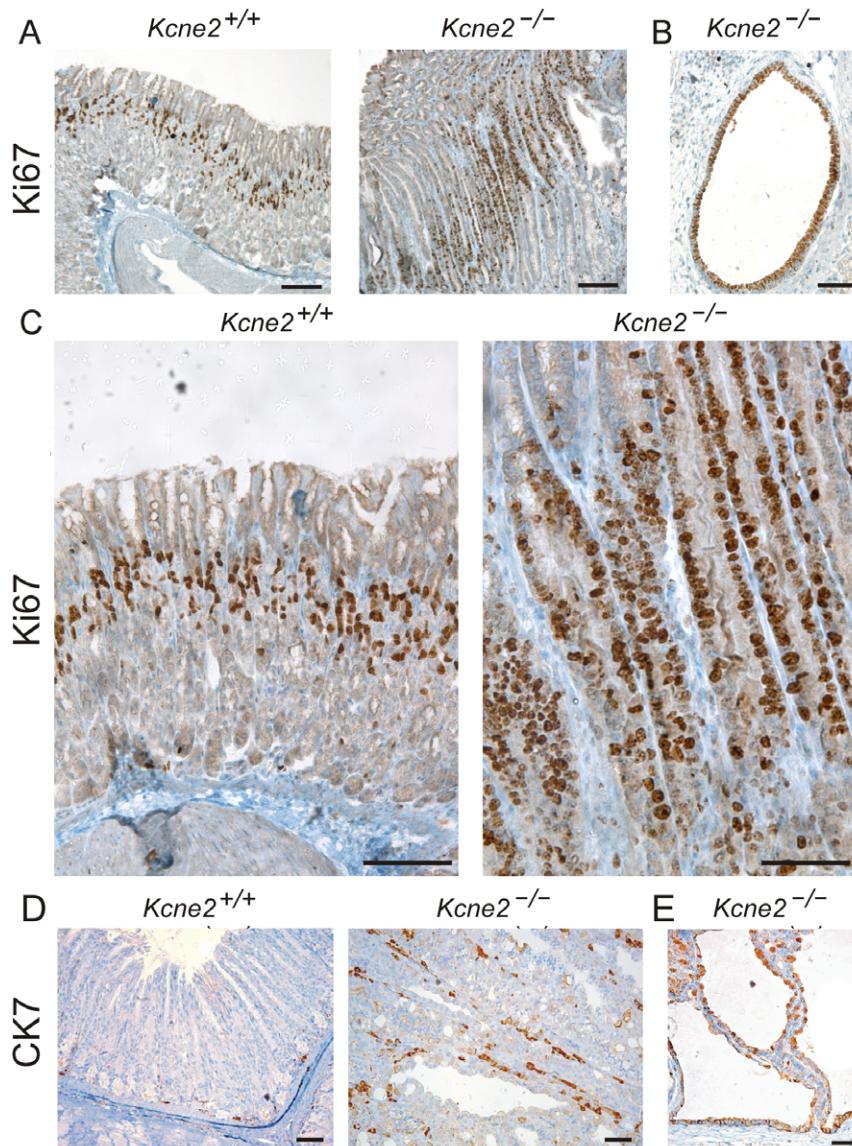 A Kcne2+/+ Kcne2−/− B Kcne2−/−
Ki67
C Kcne2+/+ Kcne2−/−
Ki67
D Kcne2+/+ Kcne2−/− E Kcne2−/−
CK7